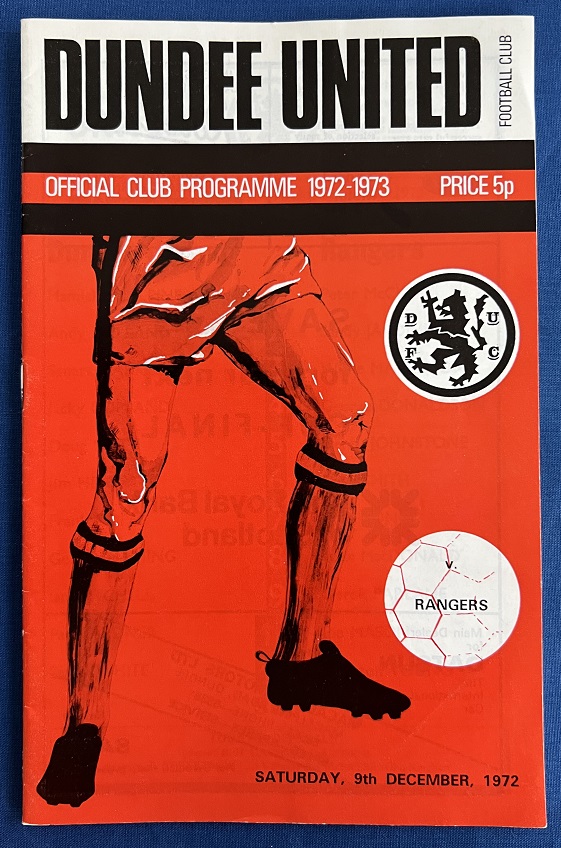 DUNDEE UNITED
FOOTBALL CLUB
OFFICIAL CLUB PROGRAMME 1972-1973 PRICE 5p
D U
F C
v.
RANGERS
SATURDAY, 9th DECEMBER, 1972